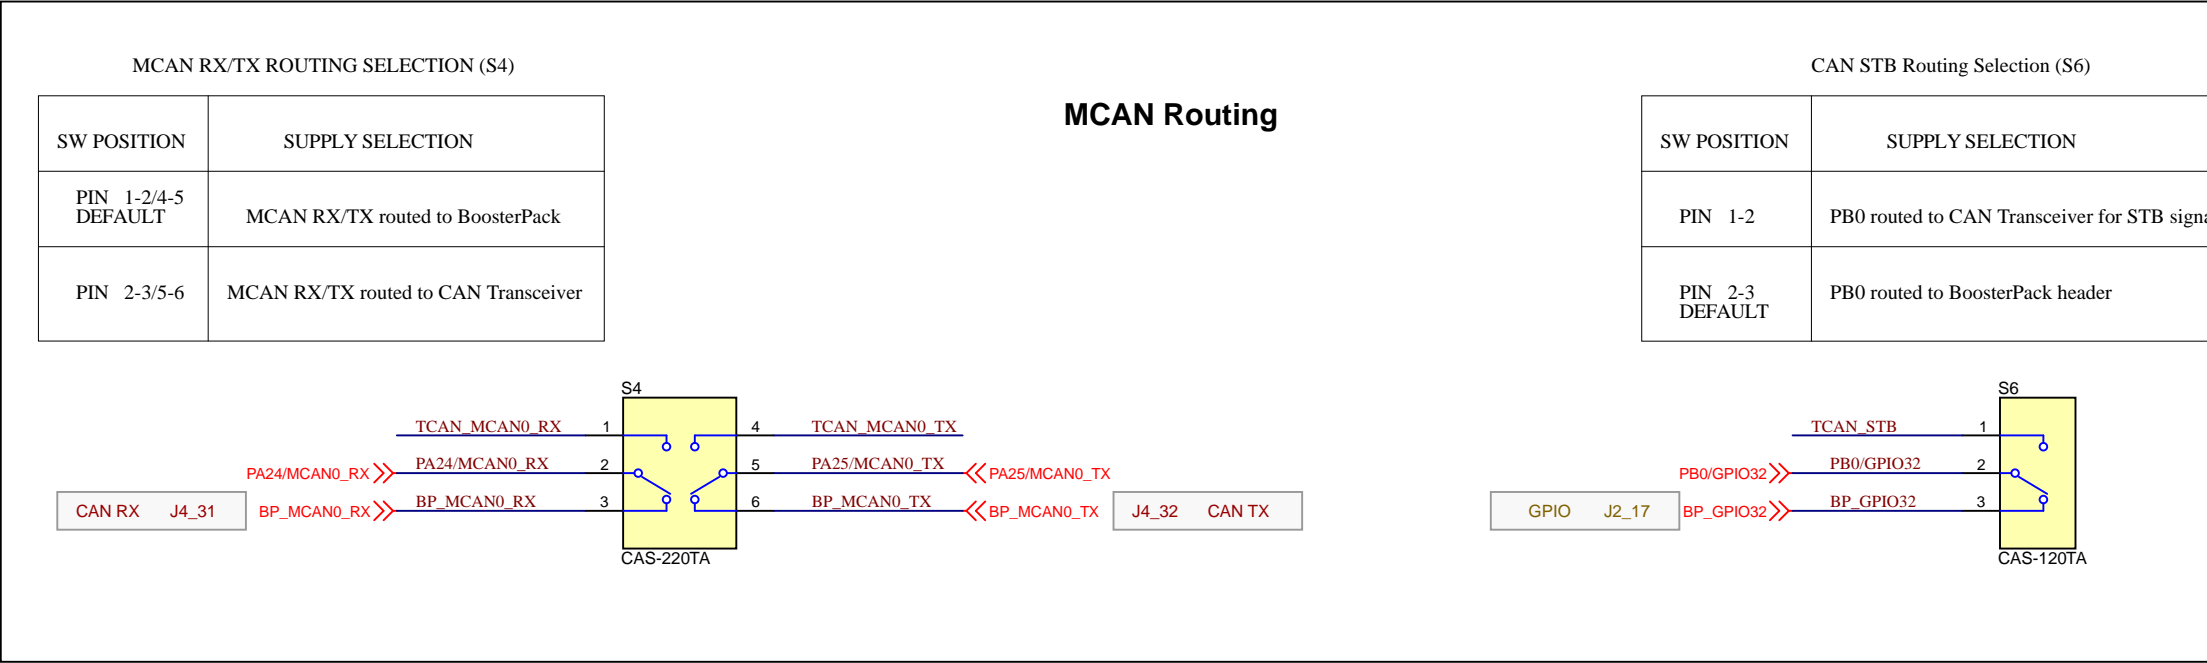 MCAN RX/TX ROUTING SELECTION (S4)
SW POSITION SUPPLY SELECTION
PIN 1-2/4-5
DEFAULT
MCAN RX/TX routed to BoosterPack
PIN 2-3/5-6 MCAN RX/TX routed to CAN Transceiver
MCAN Routing
CAN STB Routing Selection (S6)
SW POSITION SUPPLY SELECTION
PIN 1-2 PB0 routed to CAN Transceiver for STB signa
PIN 2-3
DEFAULT
PB0 routed to BoosterPack header
S4
TCAN_MCAN0_RX 1 4 TCAN_MCAN0_TX
PA24/MCAN0_RX PA24/MCAN0_RX 2 5 PA25/MCAN0_TX PA25/MCAN0_TX
CAN RX J4_31 BP_MCAN0_RX BP_MCAN0_RX 3 6 BP_MCAN0_TX BP_MCAN0_TX J4_32 CAN TX
CAS-220TA
S6
TCAN_STB 1
PB0/GPIO32 PB0/GPIO32 2
GPIO J2_17 BP_GPIO32 BP_GPIO32 3
CAS-120TA